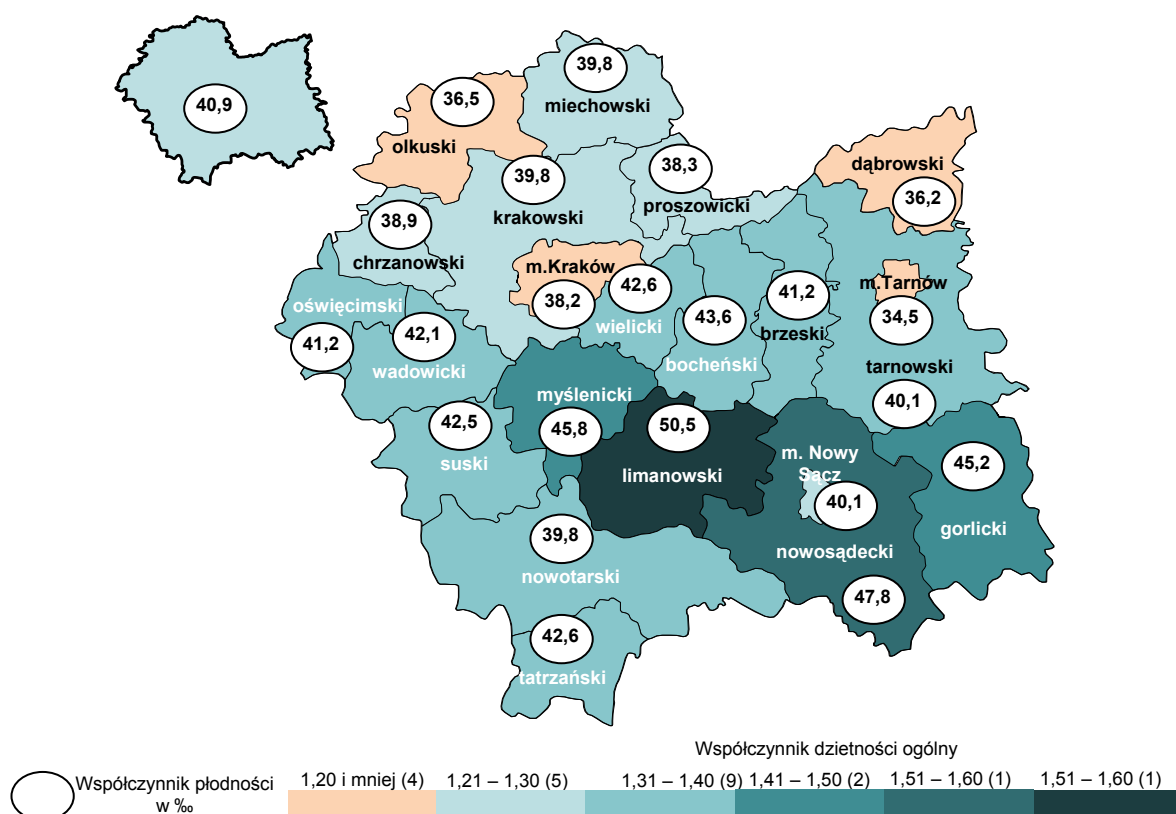 40,9
39,8
miechowski
36,5
olkuski
39,8
krakowski
38,3
proszowicki
dąbrowski
36,2
38,9
chrzanowski
m.Kraków
38,2
42,6
wielicki
43,6
bocheński
41,2
brzeski
m.Tarnów
34,5
tarnowski
40,1
oświęcimski
41,2
42,1
wadowicki
myślenicki
45,8
50,5
limanowski
42,5
suski
m. Nowy
Sącz
40,1
nowosądecki
47,8
45,2
gorlicki
39,8
nowotarski
42,6
tatrzański
Współczynnik dzietności ogólny
Współczynnik płodności
w ‰
1,20 i mniej (4)
1,21 – 1,30 (5)
1,31 – 1,40 (9)
1,41 – 1,50 (2)
1,51 – 1,60 (1)
1,51 – 1,60 (1)